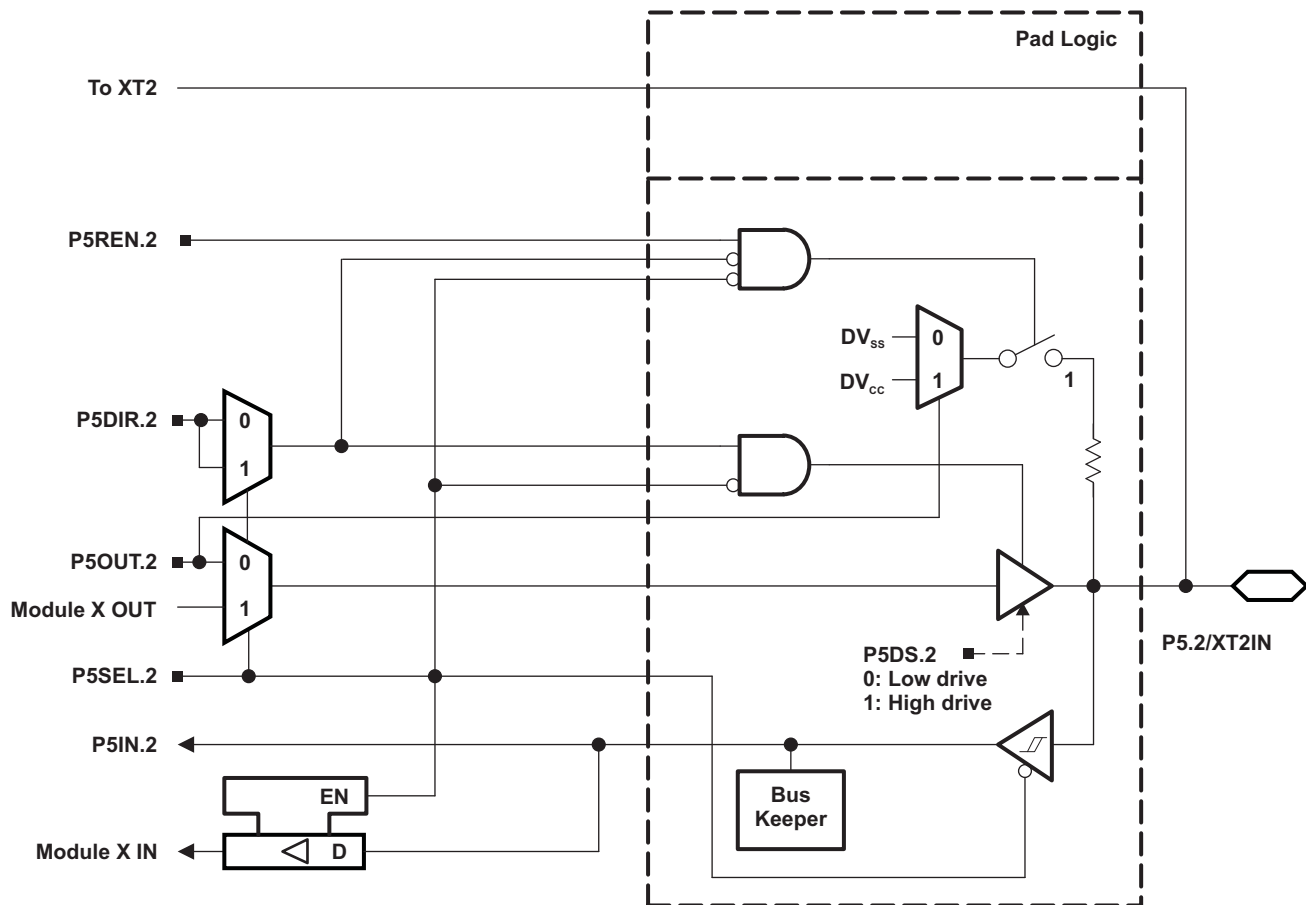 Pad Logic
To XT2
P5REN.2
DVSS
0
DVCC
1
1
P5DIR.2
0
1
P5OUT.2
0
Module X OUT
1
P5DS.2
0: Low drive
1: High drive
P5.2/XT2IN
P5SEL.2
P5IN.2
EN
Bus
Keeper
Module X IN
D